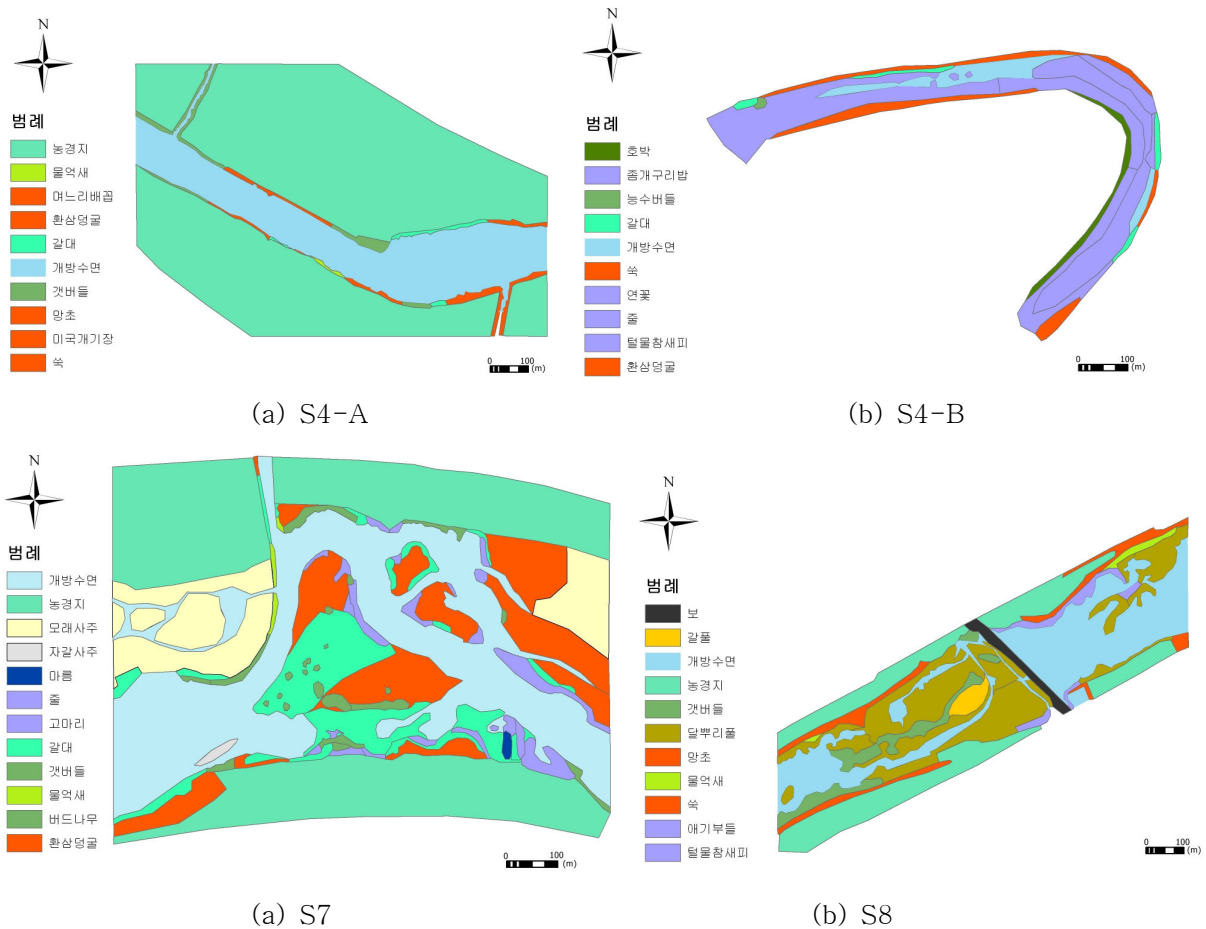 N
범례
농경지
물억새
며느리배꼽
환삼덩굴
갈대
개방수면
갯버들
망초
미국개기장
쑥
0 100
(m)
(a) S4-A
N
범례
호박
좀개구리밥
능수버들
갈대
개방수면
쑥
연꽃
줄
털물참새피
환삼덩굴
0 100
(m)
(b) S4-B
N
범례
개방수면
농경지
모래사주
자갈사주
마름
줄
고마리
갈대
갯버들
물억새
버드나무
환삼덩굴
0 100
(m)
(a) S7
N
범례
보
갈풀
개방수면
농경지
갯버들
달뿌리풀
망초
물억새
쑥
애기부들
털물참새피
0 100
(m)
(b) S8